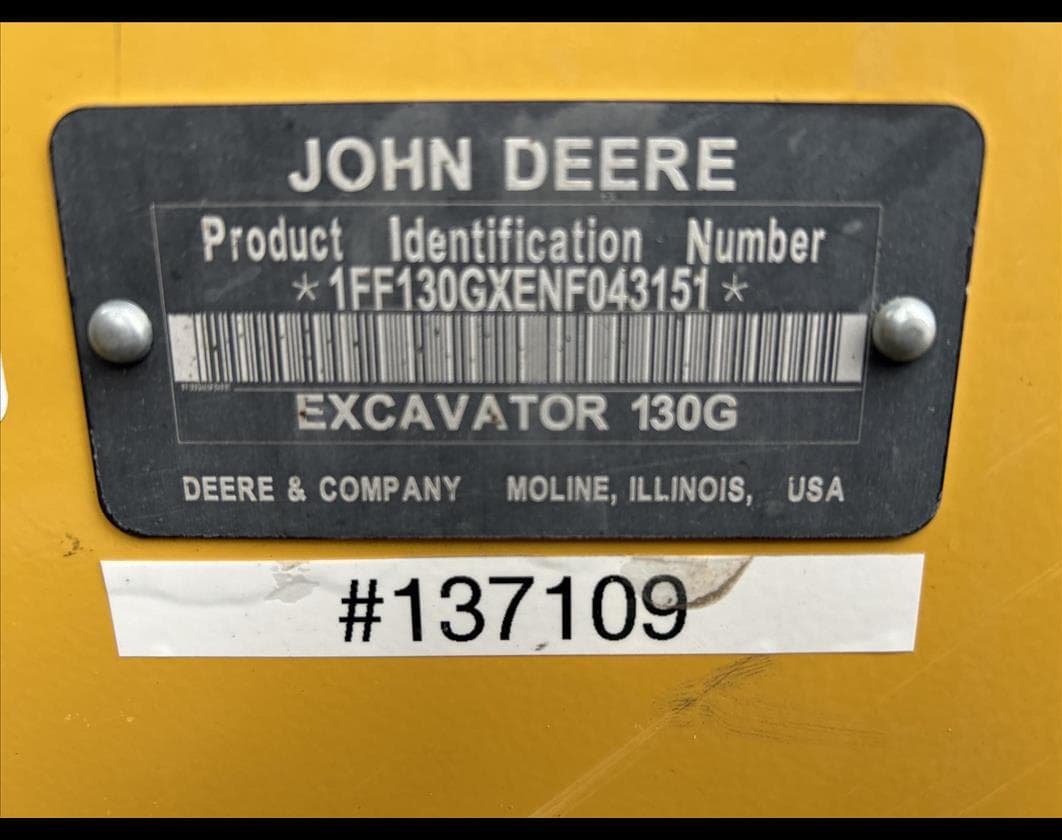 JOHN DEERE
Product Identification Number
*1FF130GXENF043151*
EXCAVATOR 130G
DEERE & COMPANY MOLINE, ILLINOIS, USA
#137109